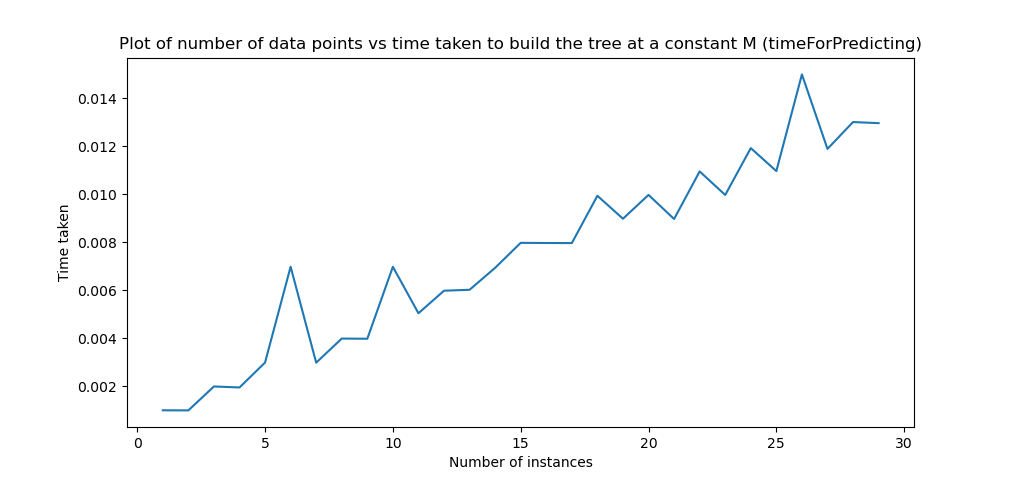 Plot of number of data points vs time taken to build the tree at a constant M (timeForPredicting)
0.014
0.012
0.010
0.008
0.006
0.004
0.002
Time taken
0 5 10 15 20 25 30
Number of instances